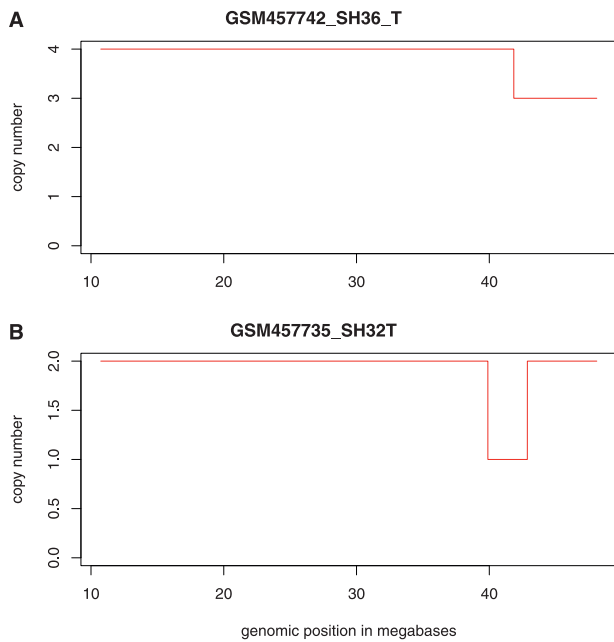 A
GSM457742_SH36_T
copy number
4
3
2
1
0
10 20 30 40
B
GSM457735_SH32T
copy number
2.0
1.5
1.0
0.5
0.0
10 20 30 40
genomic position in megabases